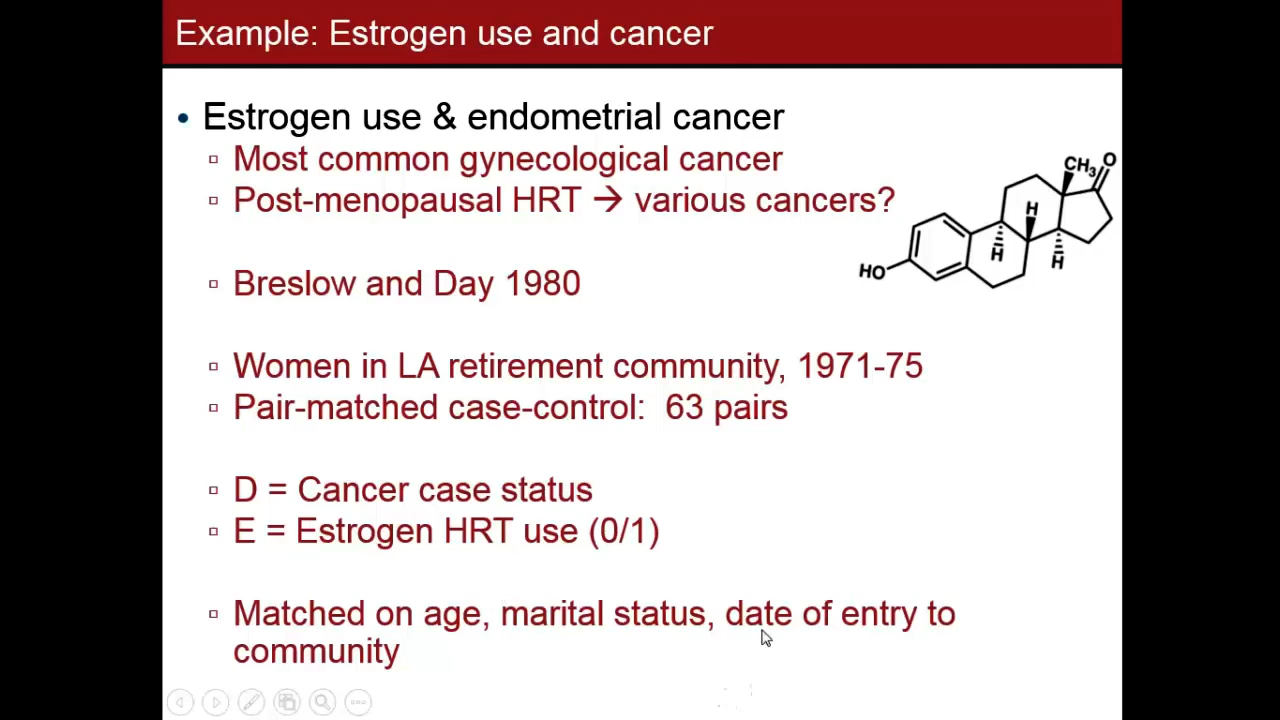 Example: Estrogen use and cancer
• Estrogen use & endometrial cancer
▫ Most common gynecological cancer
▫ Post-menopausal HRT → various cancers?
CH₃
O
H
H
H
HO
▫ Breslow and Day 1980
▫ Women in LA retirement community, 1971-75
▫ Pair-matched case-control: 63 pairs
▫ D = Cancer case status
▫ E = Estrogen HRT use (0/1)
▫ Matched on age, marital status, date of entry to
community